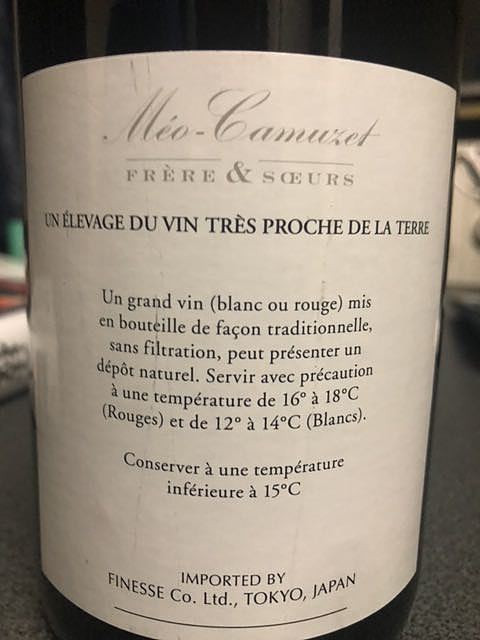 Méo-Camuzet
FRÈRE & SŒURS
UN ÉLEVAGE DU VIN TRÈS PROCHE DE LA TERRE
Un grand vin (blanc ou rouge) mis
en bouteille de façon traditionnelle,
sans filtration, peut présenter un
dépôt naturel. Servir avec précaution
à une température de 16° à 18°C
(Rouges) et de 12° à 14°C (Blancs).
Conserver à une température
inférieure à 15°C
IMPORTED BY
FINESSE Co. Ltd., TOKYO, JAPAN